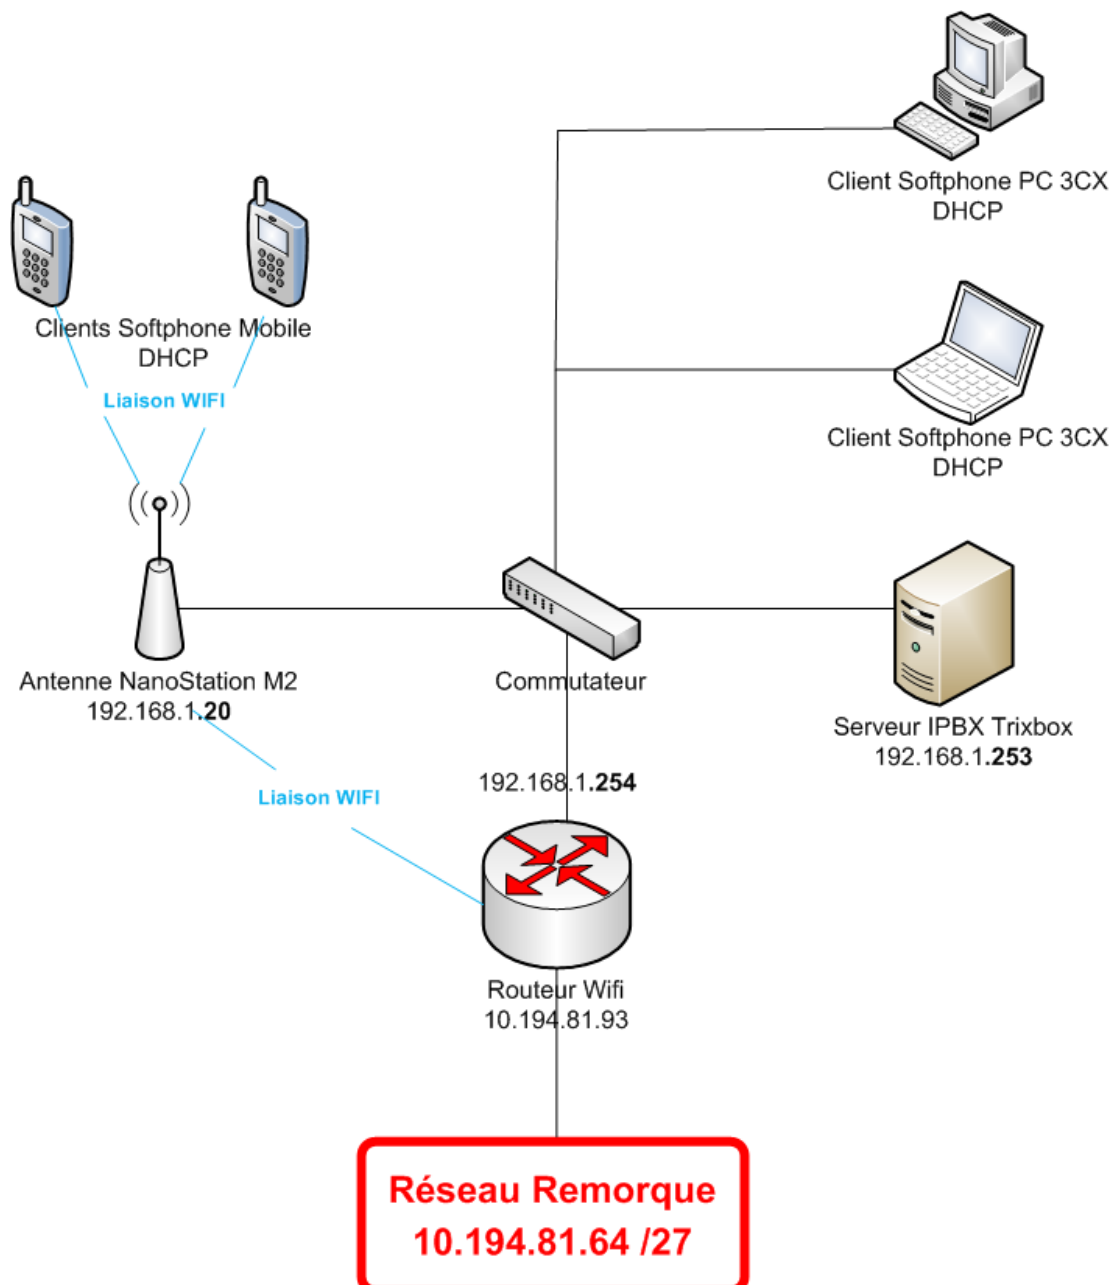 Client Softphone PC 3CX
DHCP
Clients Softphone Mobile
DHCP
Liaison WIFI
Client Softphone PC 3CX
DHCP
Antenne NanoStation M2
192.168.1.20
Commutateur
Serveur IPBX Trixbox
192.168.1.253
Liaison WIFI
192.168.1.254
Routeur Wifi
10.194.81.93
Réseau Remorque
10.194.81.64 /27